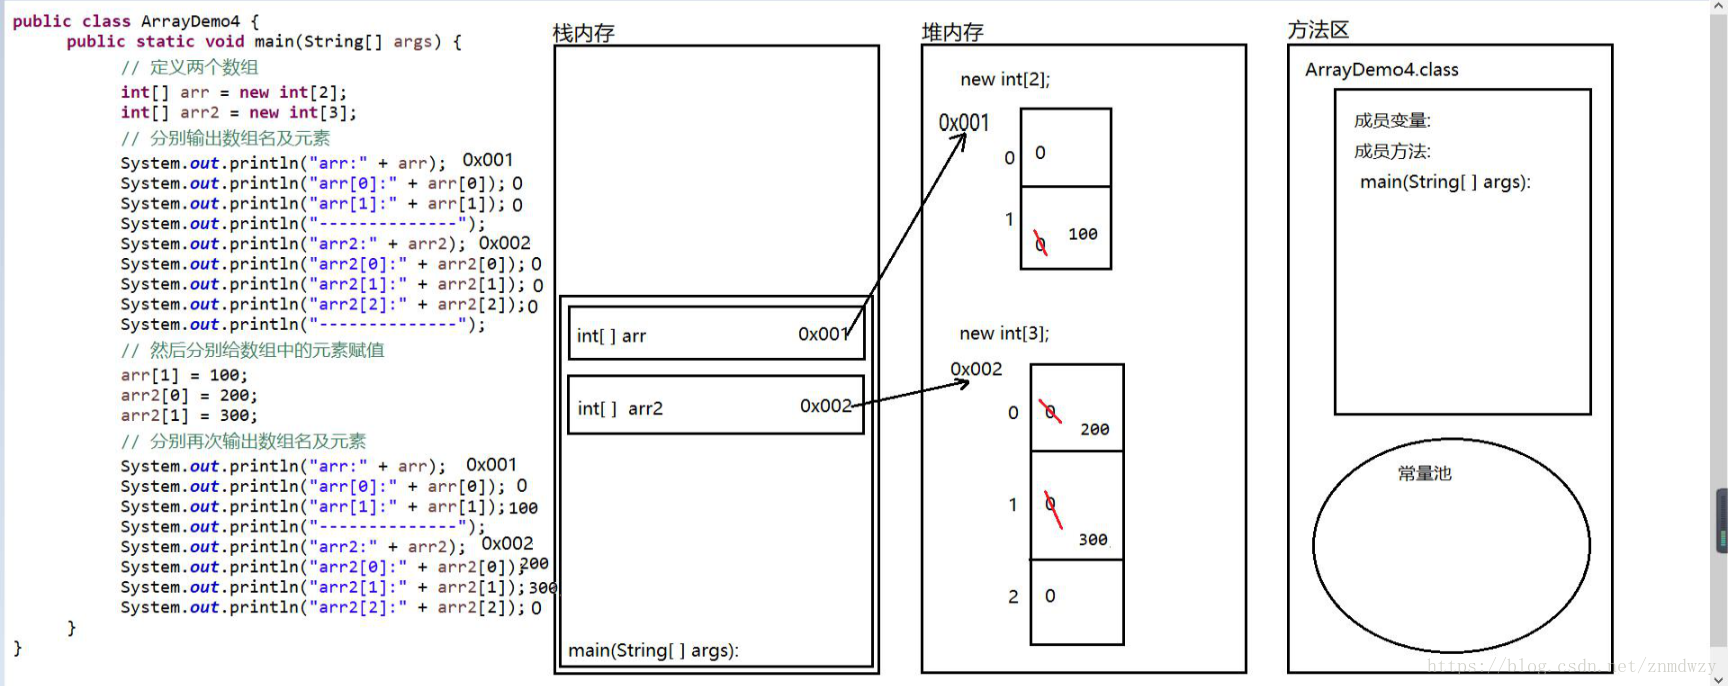 public class ArrayDemo4 {
public static void main(String[] args) {
// 定义两个数组
int[] arr = new int[2];
int[] arr2 = new int[3];
// 分别输出数组名及元素
System.out.println("arr:" + arr); 0x001
System.out.println("arr[0]:" + arr[0]); 0
System.out.println("arr[1]:" + arr[1]); 0
System.out.println("--------------");
System.out.println("arr2:" + arr2); 0x002
System.out.println("arr2[0]:" + arr2[0]); 0
System.out.println("arr2[1]:" + arr2[1]); 0
System.out.println("arr2[2]:" + arr2[2]); 0
System.out.println("--------------");
// 然后分别给数组中的元素赋值
arr[1] = 100;
arr2[0] = 200;
arr2[1] = 300;
// 分别再次输出数组名及元素
System.out.println("arr:" + arr); 0x001
System.out.println("arr[0]:" + arr[0]); 0
System.out.println("arr[1]:" + arr[1]); 100
System.out.println("--------------");
System.out.println("arr2:" + arr2); 0x002
System.out.println("arr2[0]:" + arr2[0]); 200
System.out.println("arr2[1]:" + arr2[1]); 300
System.out.println("arr2[2]:" + arr2[2]); 0
}
}
栈内存
int[ ] arr 0x001
int[ ] arr2 0x002
main(String[ ] args):
堆内存
new int[2];
0x001
0 0
1 0 100
new int[3];
0x002
0 0 200
1 0 300
2 0
方法区
ArrayDemo4.class
成员变量:
成员方法:
main(String[ ] args):
常量池
https://blog.csdn.net/znmdwzy